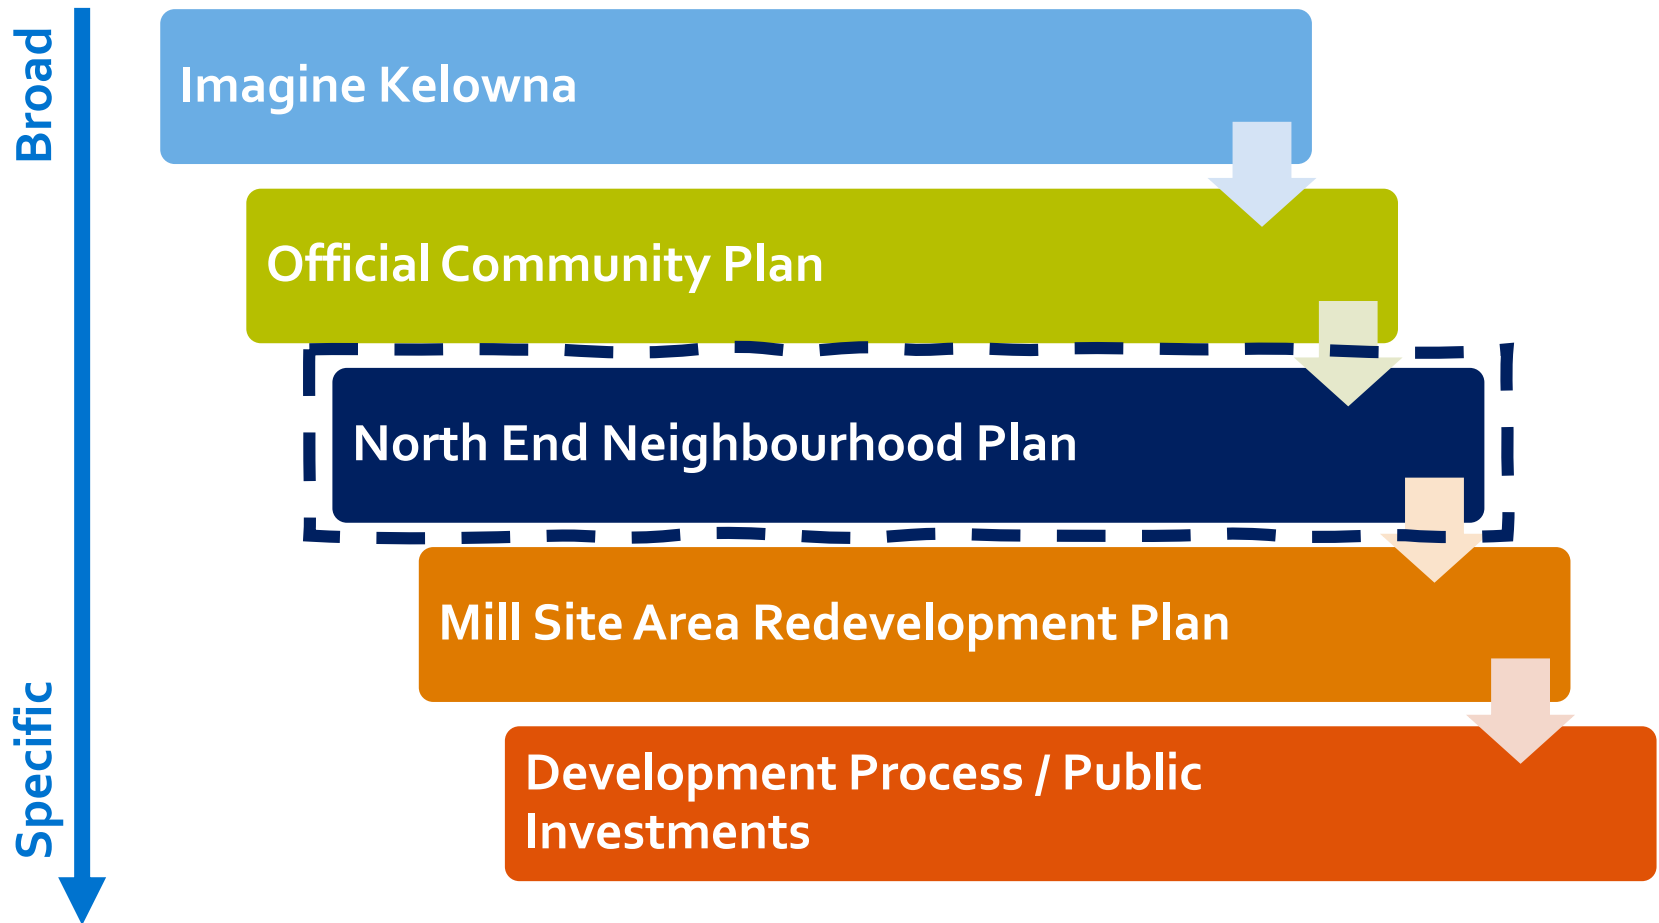 Broad
Imagine Kelowna
Official Community Plan
North End Neighbourhood Plan
Mill Site Area Redevelopment Plan
Specific
Development Process / Public
Investments